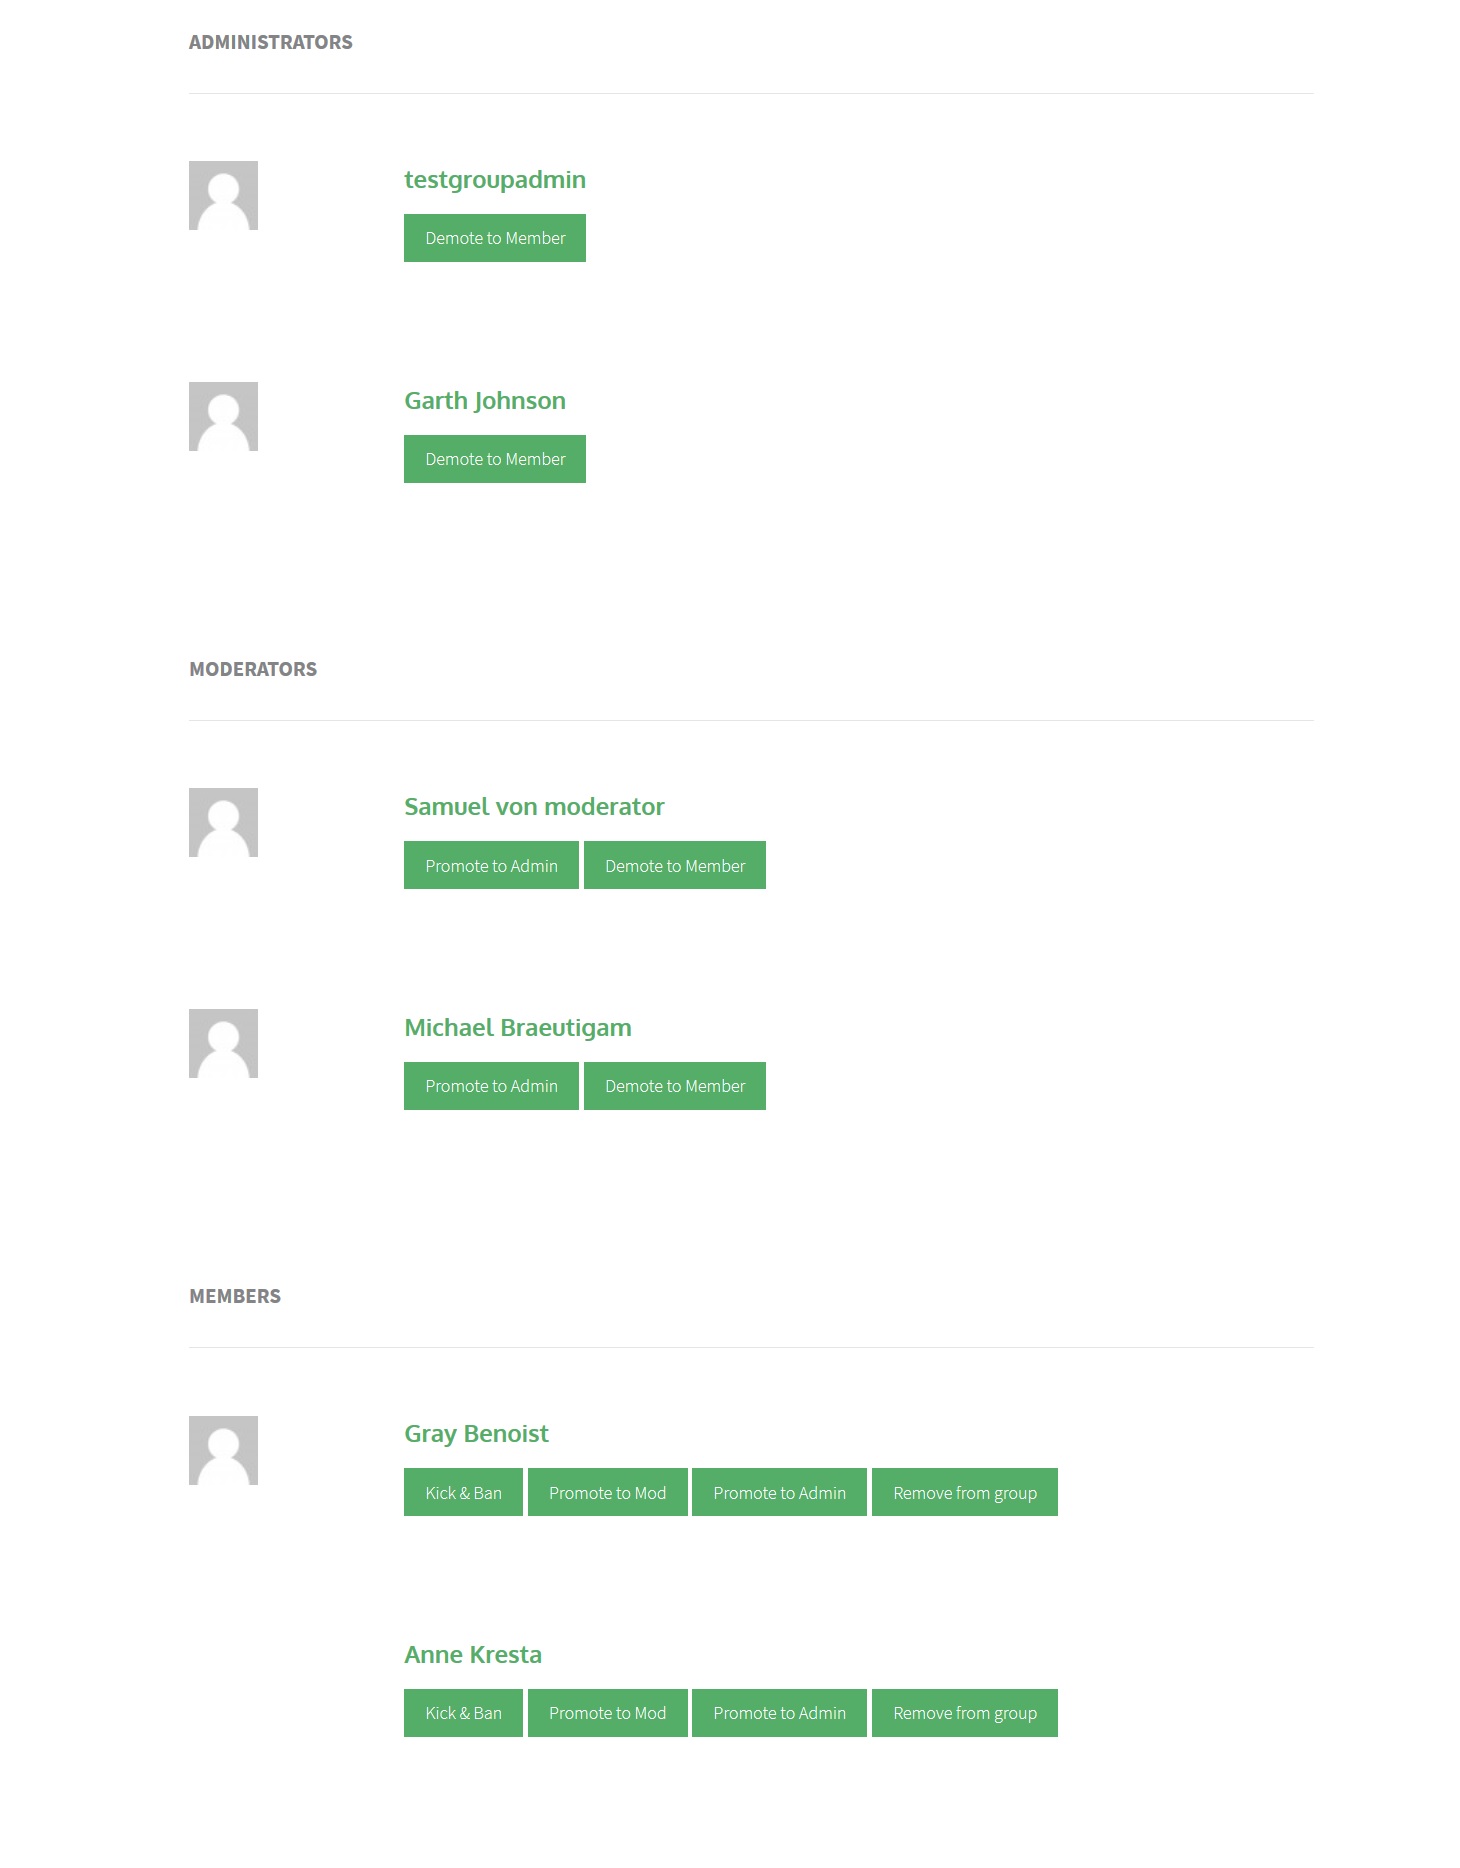 ADMINISTRATORS
testgroupadmin
Demote to Member
Garth Johnson
Demote to Member
MODERATORS
Samuel von moderator
Promote to Admin Demote to Member
Michael Braeutigam
Promote to Admin Demote to Member
MEMBERS
Gray Benoist
Kick & Ban Promote to Mod Promote to Admin Remove from group
Anne Kresta
Kick & Ban Promote to Mod Promote to Admin Remove from group